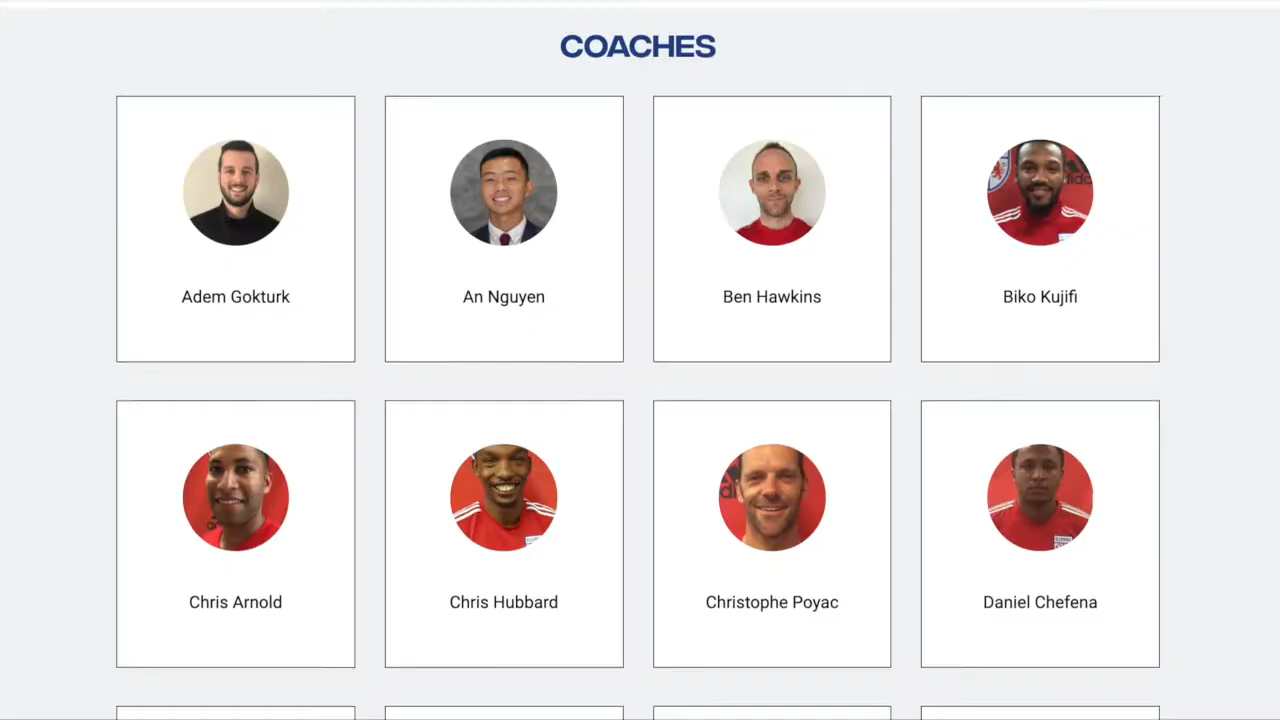 COACHES
Adem Gokturk
An Nguyen
Ben Hawkins
Biko Kujifi
Chris Arnold
Chris Hubbard
Christophe Poyac
Daniel Chefena